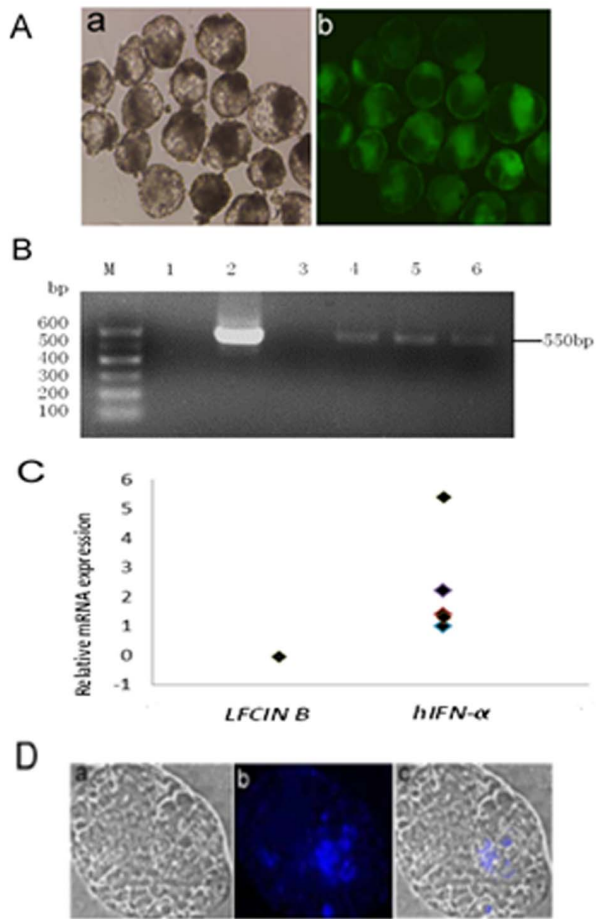 A
a
b
B
M 1 2 3 4 5 6
bp
600
500
400
300
200
100
550bp
C
Relative mRNA expression
6
5
4
3
2
1
0
-1
LFCIN B hIFN-α
D
a
b
c